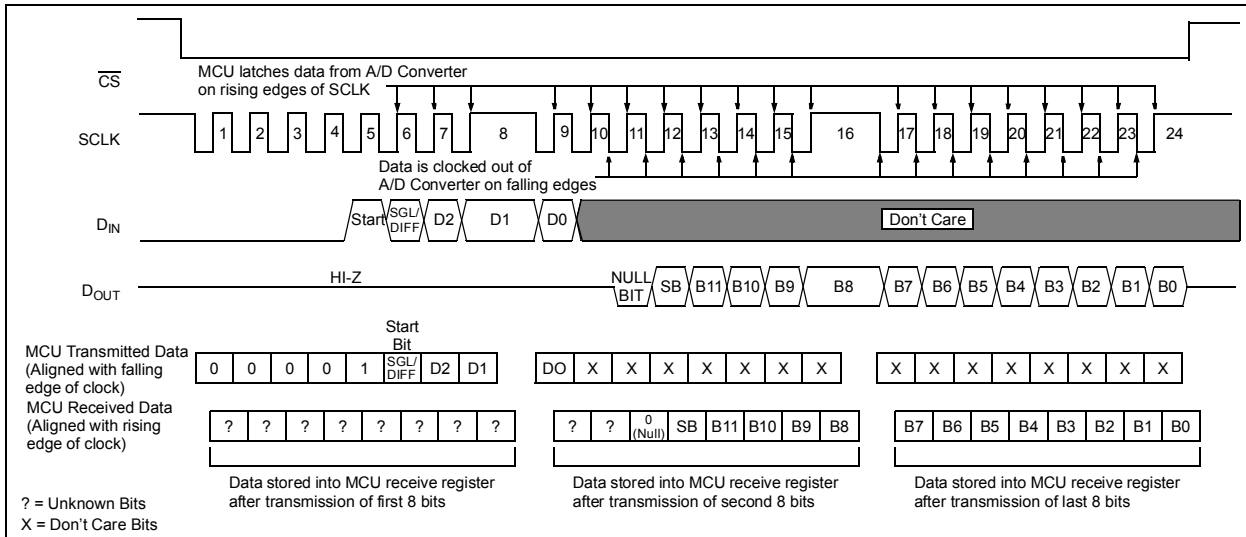 MCU latches data from A/D Converter
on rising edges of SCLK
CS
SCLK
1 2 3 4 5 6 7 8 9 10 11 12 13 14 15 16 17 18 19 20 21 22 23 24
Data is clocked out of
A/D Converter on falling edges
DIN
Start SGL/DIFF D2 D1 D0 Don't Care
HI-Z
DOUT
NULL BIT SB B11 B10 B9 B8 B7 B6 B5 B4 B3 B2 B1 B0
Start
Bit
MCU Transmitted Data
(Aligned with falling
edge of clock)
0 0 0 0 1 SGL/DIFF D2 D1 DO X X X X X X X X X X X X X X X
MCU Received Data
(Aligned with rising
edge of clock)
? ? ? ? ? ? ? ? ? ? 0 (Null) SB B11 B10 B9 B8 B7 B6 B5 B4 B3 B2 B1 B0
Data stored into MCU receive register
after transmission of first 8 bits
Data stored into MCU receive register
after transmission of second 8 bits
Data stored into MCU receive register
after transmission of last 8 bits
? = Unknown Bits
X = Don't Care Bits